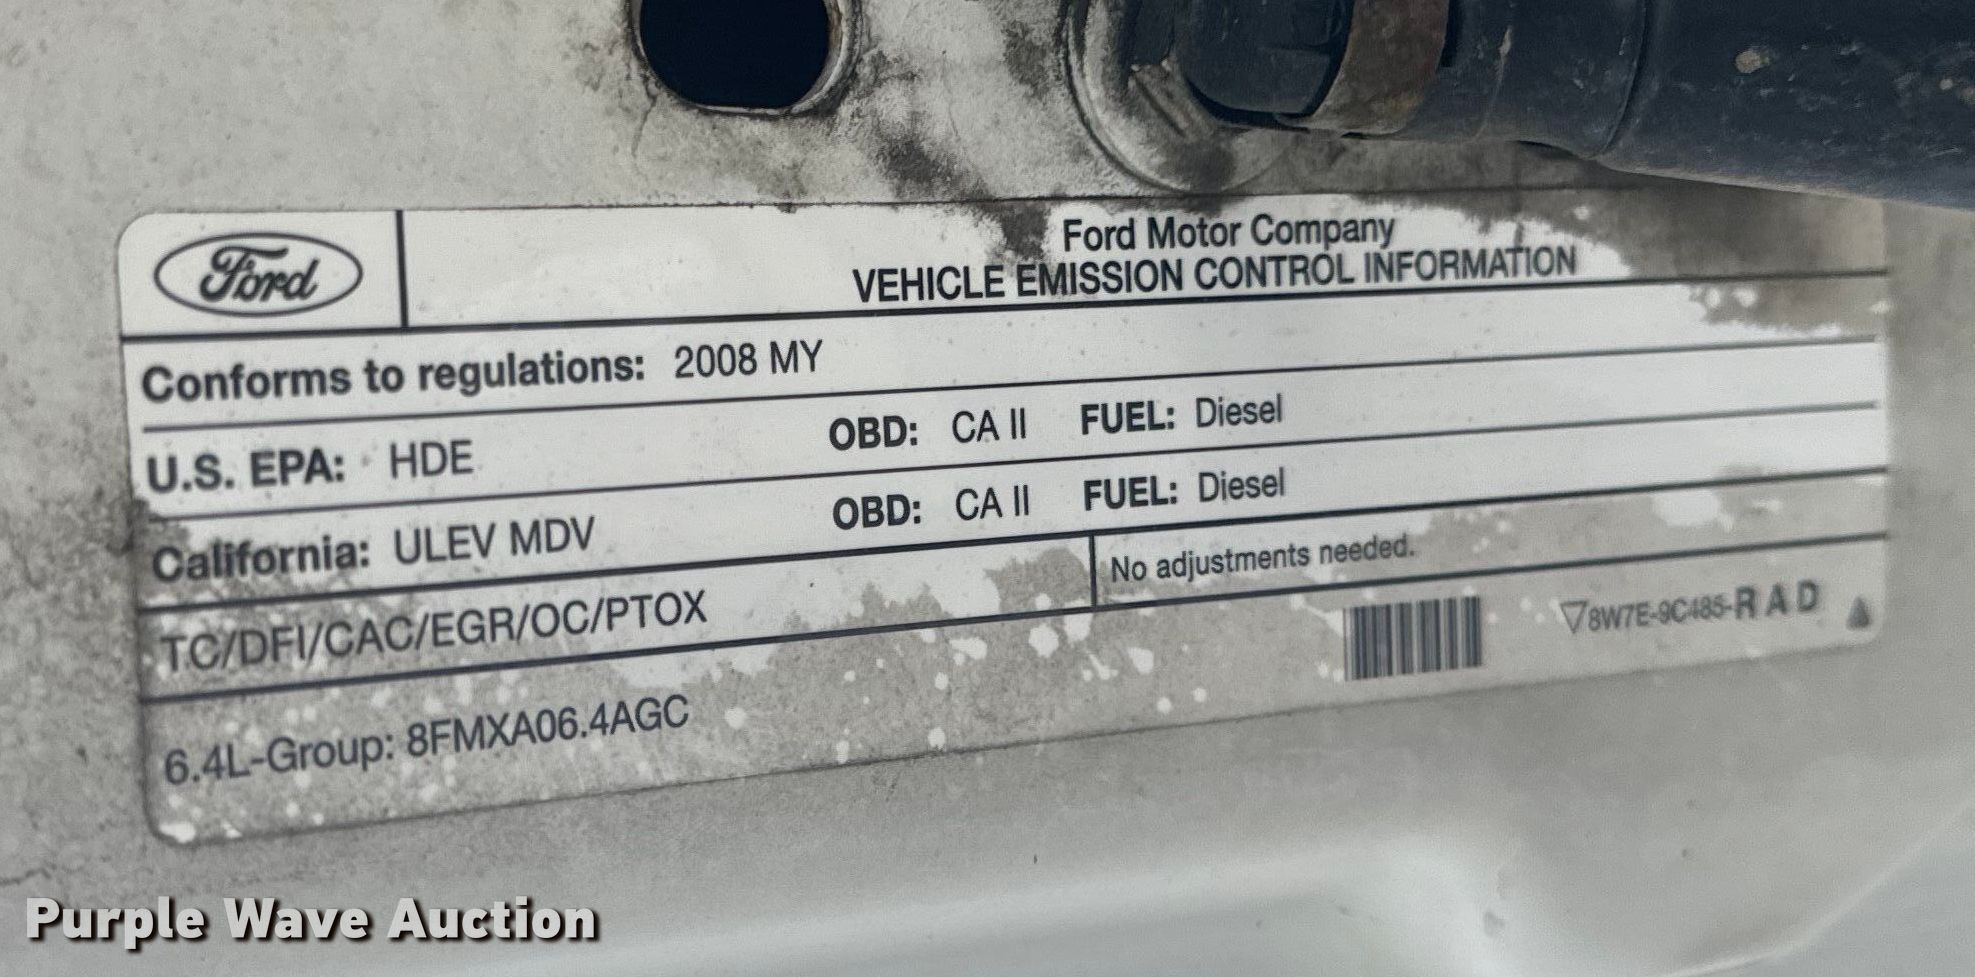 Ford
Ford Motor Company
VEHICLE EMISSION CONTROL INFORMATION
Conforms to regulations: 2008 MY
U.S. EPA: HDE OBD: CA II FUEL: Diesel
California: ULEV MDV OBD: CA II FUEL: Diesel
TC/DFI/CAC/EGR/OC/PTOX
No adjustments needed.
6.4L-Group: 8FMXA06.4AGC
8W7E-9C485-R A D
Purple Wave Auction